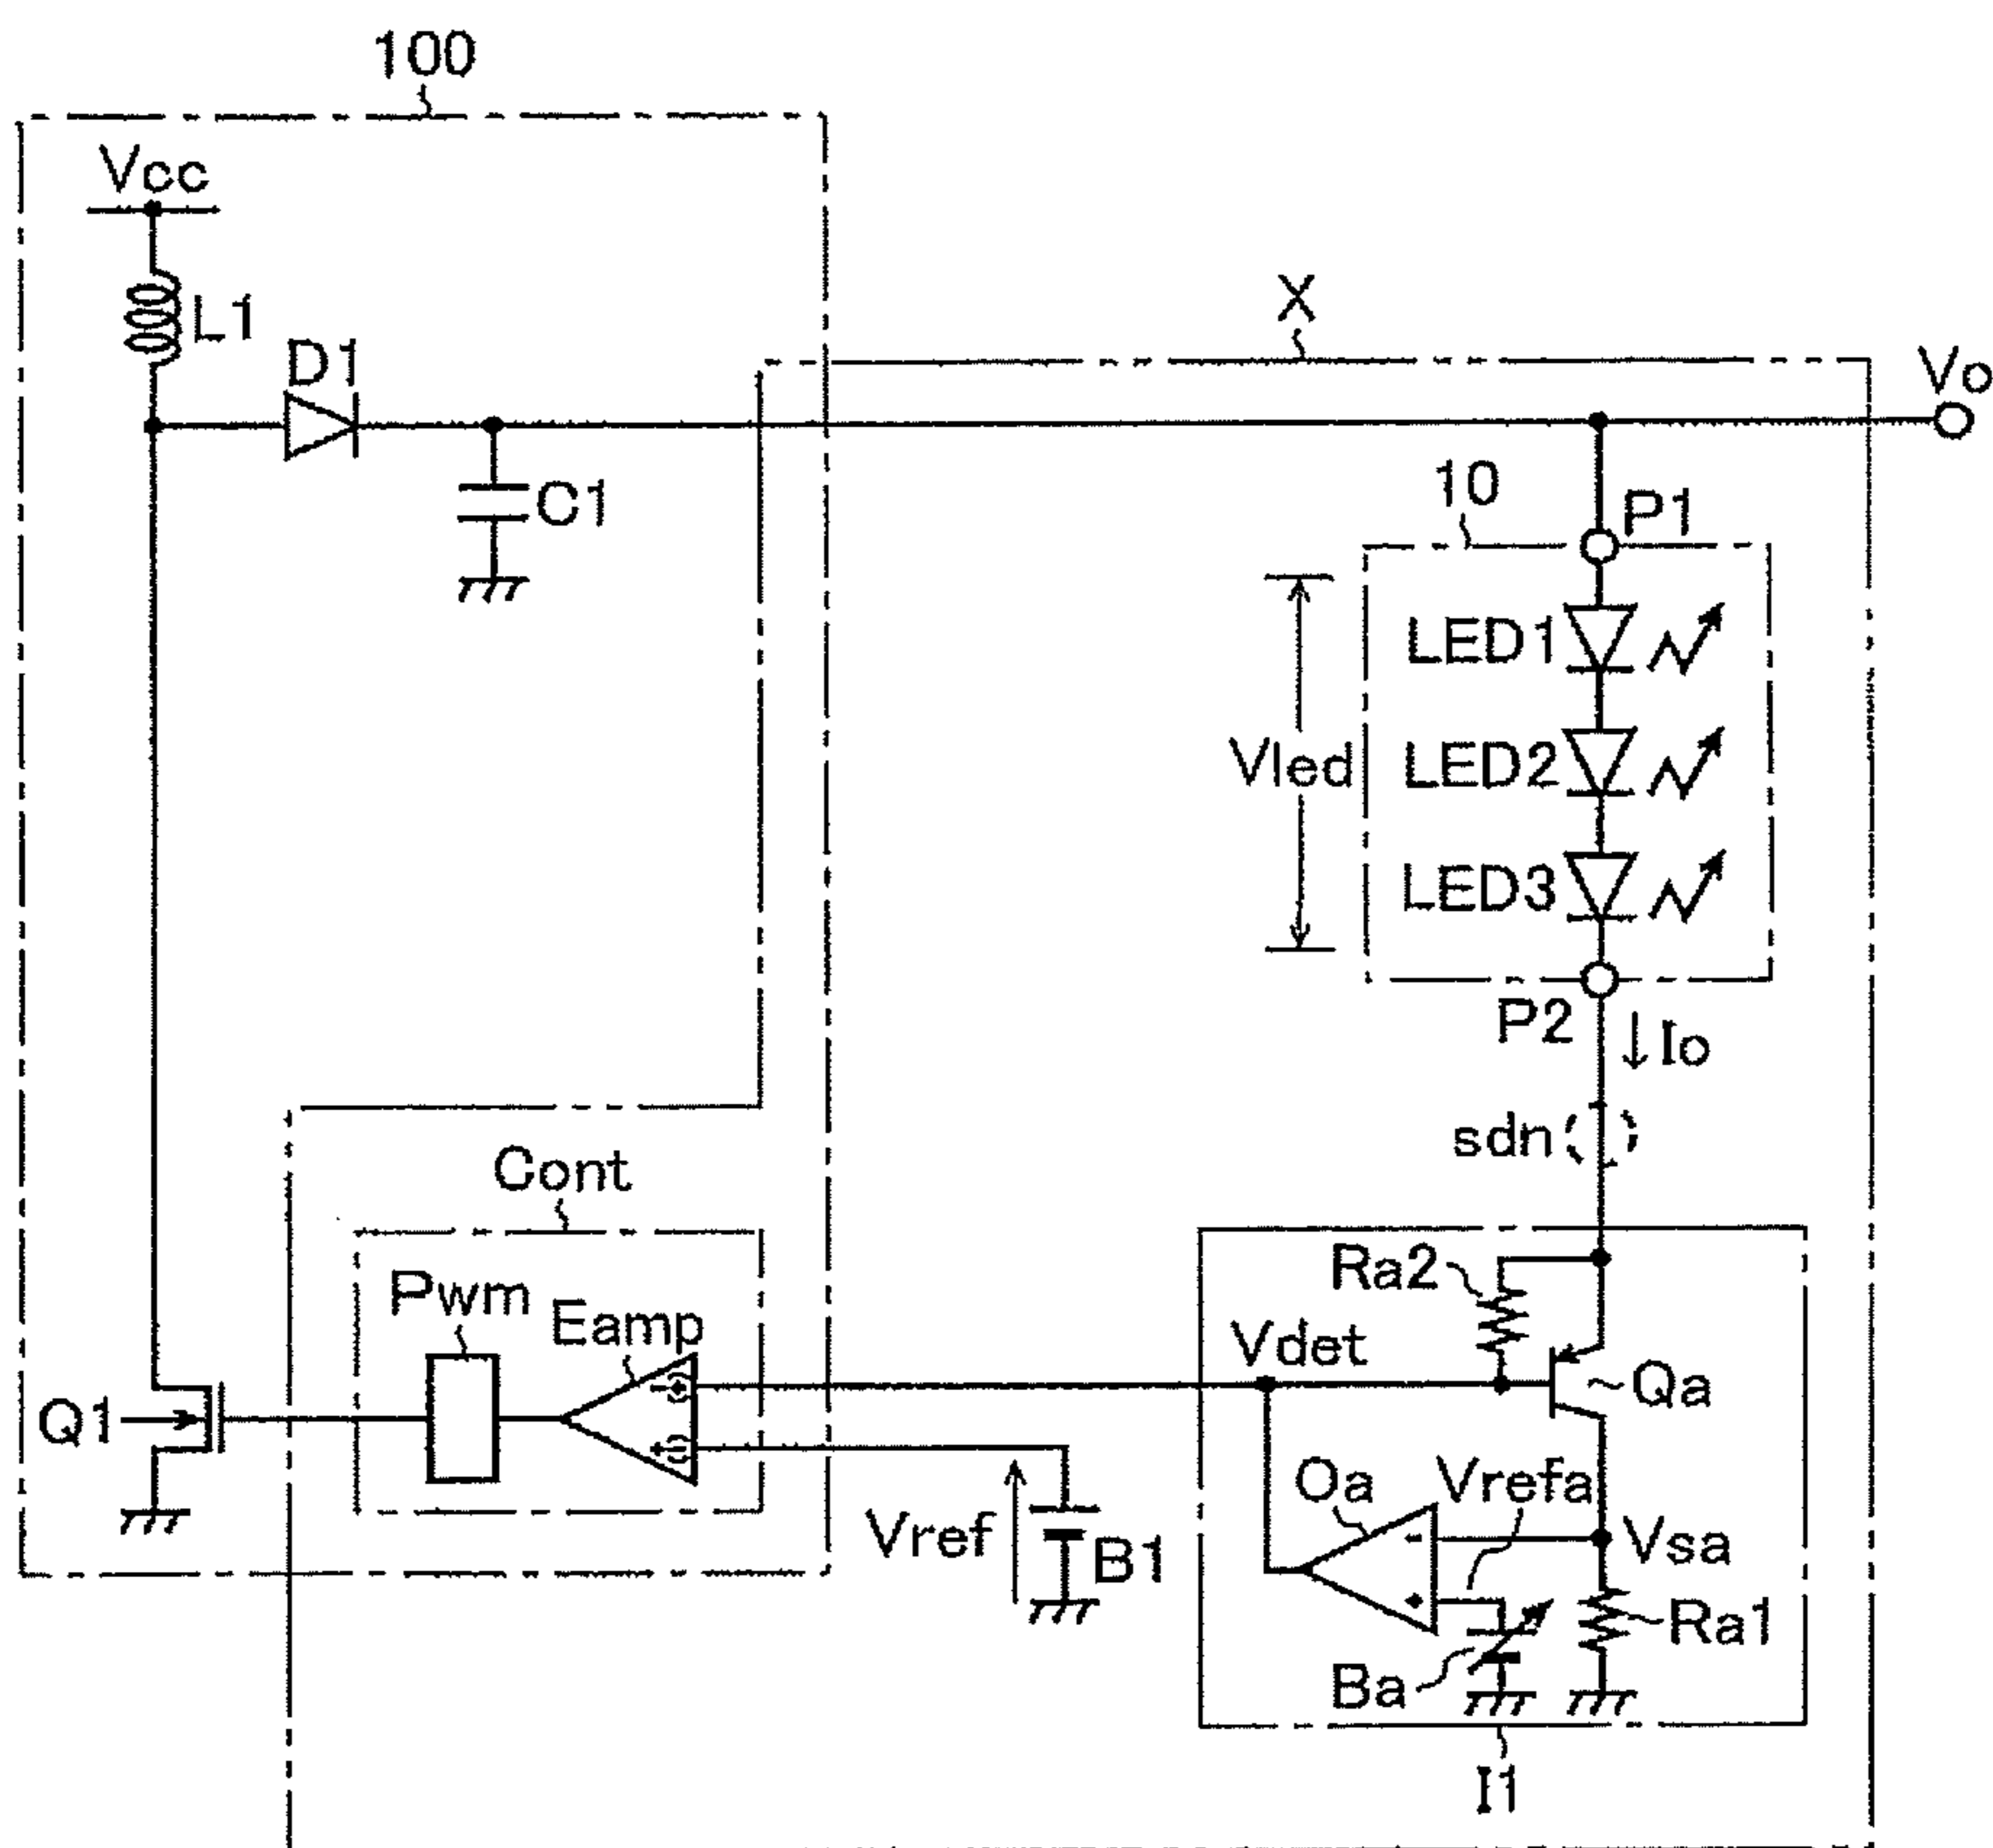 100
Vcc
L1
D1
C1
X
Vo
10
P1
LED1
LED2
LED3
Vled
P2
Io
sdn
Cont
Pwm
Eamp
Q1
Vref
B1
Ra2
Vdet
Qa
Oa
Vrefa
Vsa
Ra1
Ba
I1